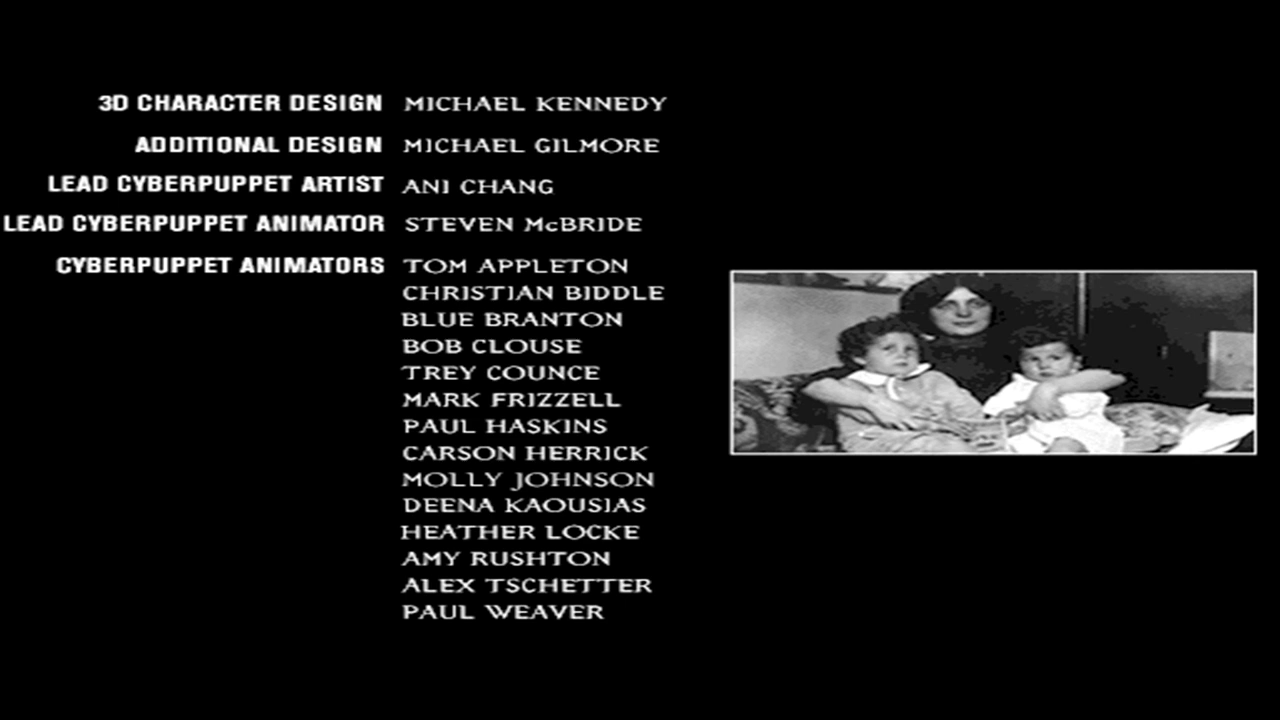 3D CHARACTER DESIGN MICHAEL KENNEDY
ADDITIONAL DESIGN MICHAEL GILMORE
LEAD CYBERPUPPET ARTIST ANI CHANG
LEAD CYBERPUPPET ANIMATOR STEVEN McBRIDE
CYBERPUPPET ANIMATORS TOM APPLETON
CHRISTIAN BIDDLE
BLUE BRANTON
BOB CLOUSE
TREY COUNCE
MARK FRIZZELL
PAUL HASKINS
CARSON HERRICK
MOLLY JOHNSON
DEENA KAOUSIAS
HEATHER LOCKE
AMY RUSHTON
ALEX TSCHETTER
PAUL WEAVER